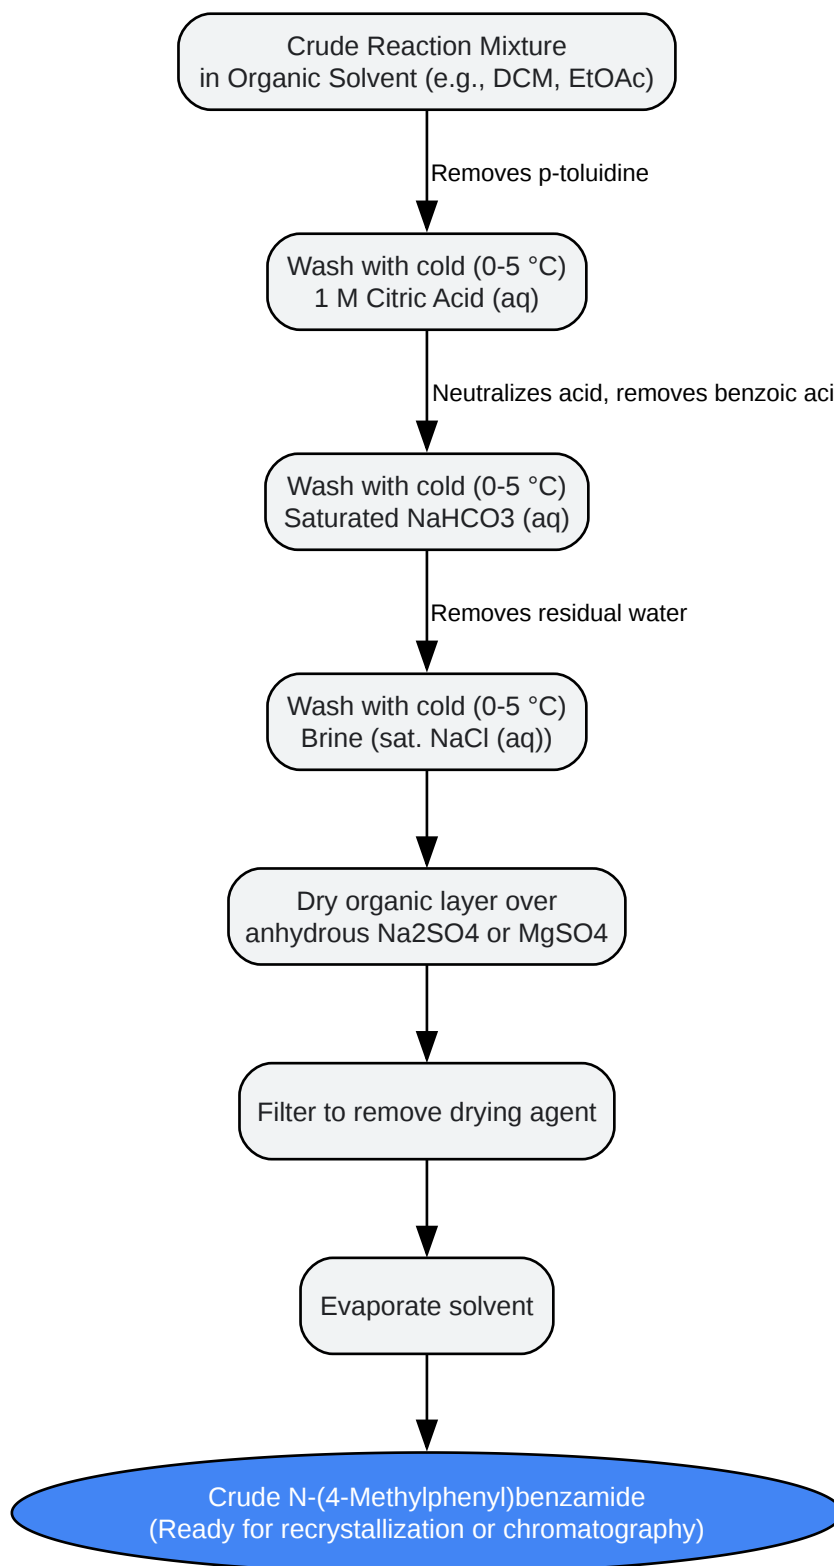 Crude Reaction Mixture
in Organic Solvent (e.g., DCM, EtOAc)
Removes p-toluidine
Wash with cold (0-5 °C)
1 M Citric Acid (aq)
Neutralizes acid, removes benzoic aci
Wash with cold (0-5 °C)
Saturated NaHCO3 (aq)
Removes residual water
Wash with cold (0-5 °C)
Brine (sat. NaCl (aq))
Dry organic layer over
anhydrous Na2SO4 or MgSO4
Filter to remove drying agent
Evaporate solvent
Crude N-(4-Methylphenyl)benzamide
(Ready for recrystallization or chromatography)